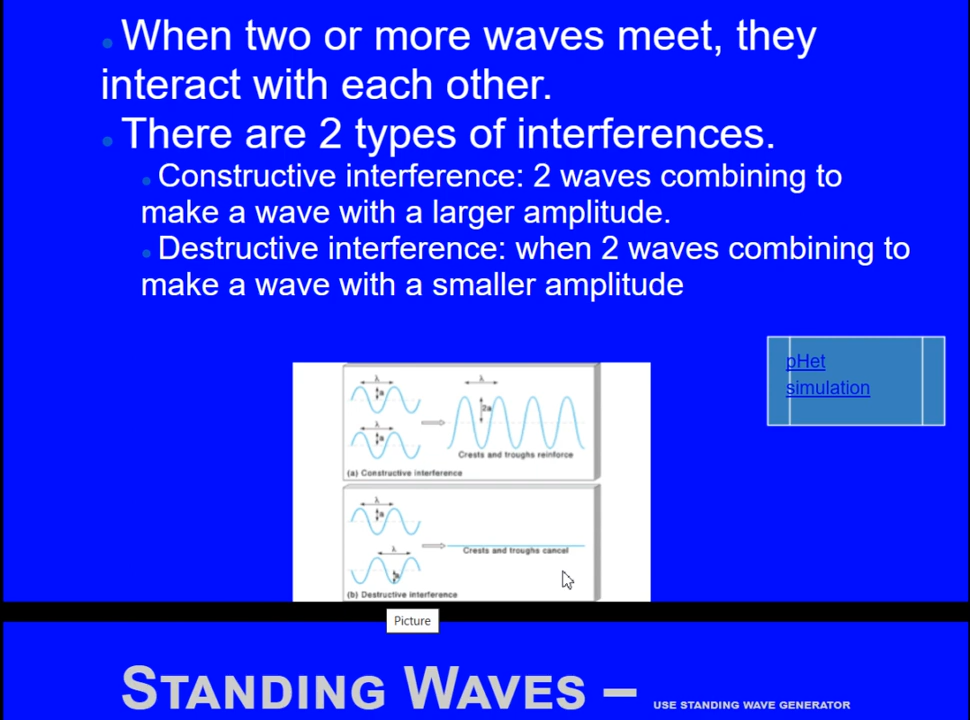 When two or more waves meet, they
interact with each other.
There are 2 types of interferences.
Constructive interference: 2 waves combining to
make a wave with a larger amplitude.
Destructive interference: when 2 waves combining to
make a wave with a smaller amplitude
pHet
simulation
λ
a
λ
a
λ
2a
Crests and troughs reinforce
(a) Constructive interference
λ
a
λ
a
Crests and troughs cancel
(b) Destructive interference
Picture
STANDING WAVES – USE STANDING WAVE GENERATOR